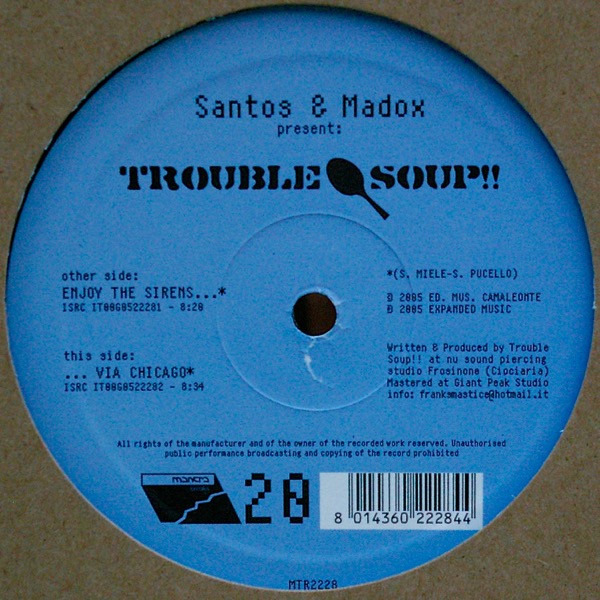 Santos & Madox
present:
TROUBLE SOUP!!
other side:
ENJOY THE SIRENS...*
ISRC IT00G0522201 - 8:20
this side:
... VIA CHICAGO*
ISRC IT00G0522202 - 8:34
*(S. MIELE-S. PUCELLO)
℗ 2005 ED. MUS. CAMALEONTE
℗ 2005 EXPANDED MUSIC
Written & Produced by Trouble
Soup!! at nu sound piercing
studio Frosinone (Ciociaria)
Mastered at Giant Peak Studio
info: franksmastice@hotmail.it
All rights of the manufacturer and of the owner of the recorded work reserved. Unauthorised
public performance broadcasting and copying of the record prohibited
mantra
20
8 014360 222844
MTR2228